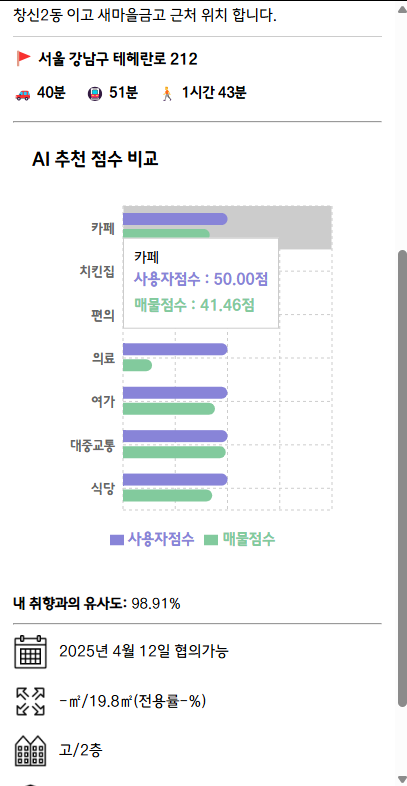 창신2동 이고 새마을금고 근처 위치 합니다.
서울 강남구 테헤란로 212
40분 51분 1시간 43분
AI 추천 점수 비교
카페
카페
사용자점수 : 50.00점
매물점수 : 41.46점
치킨집
편의
의료
여가
대중교통
식당
사용자점수 매물점수
내 취향과의 유사도: 98.91%
2025년 4월 12일 협의가능
-㎡/19.8㎡(전용률-%)
고/2층